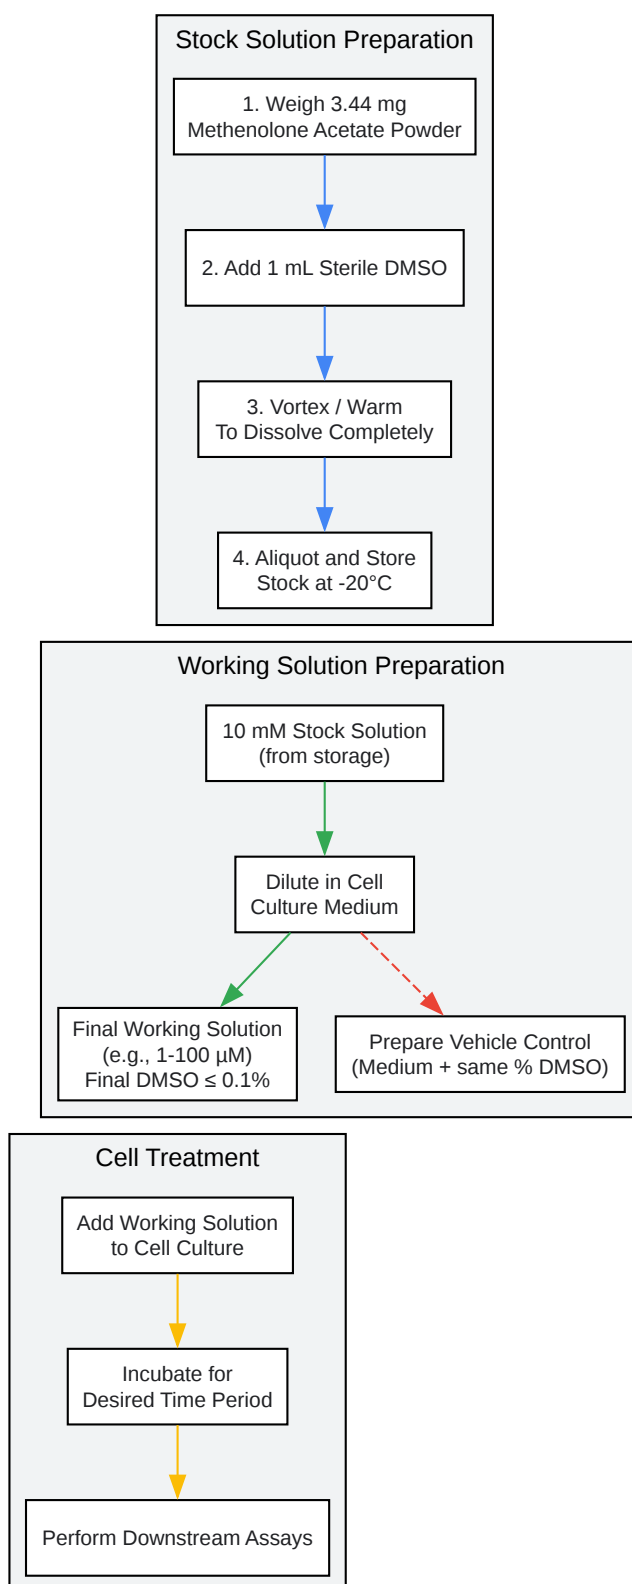 Stock Solution Preparation
1. Weigh 3.44 mg
Methenolone Acetate Powder
2. Add 1 mL Sterile DMSO
3. Vortex / Warm
To Dissolve Completely
4. Aliquot and Store
Stock at -20°C
Working Solution Preparation
10 mM Stock Solution
(from storage)
Dilute in Cell
Culture Medium
Final Working Solution
(e.g., 1-100 µM)
Final DMSO ≤ 0.1%
Prepare Vehicle Control
(Medium + same % DMSO)
Cell Treatment
Add Working Solution
to Cell Culture
Incubate for
Desired Time Period
Perform Downstream Assays